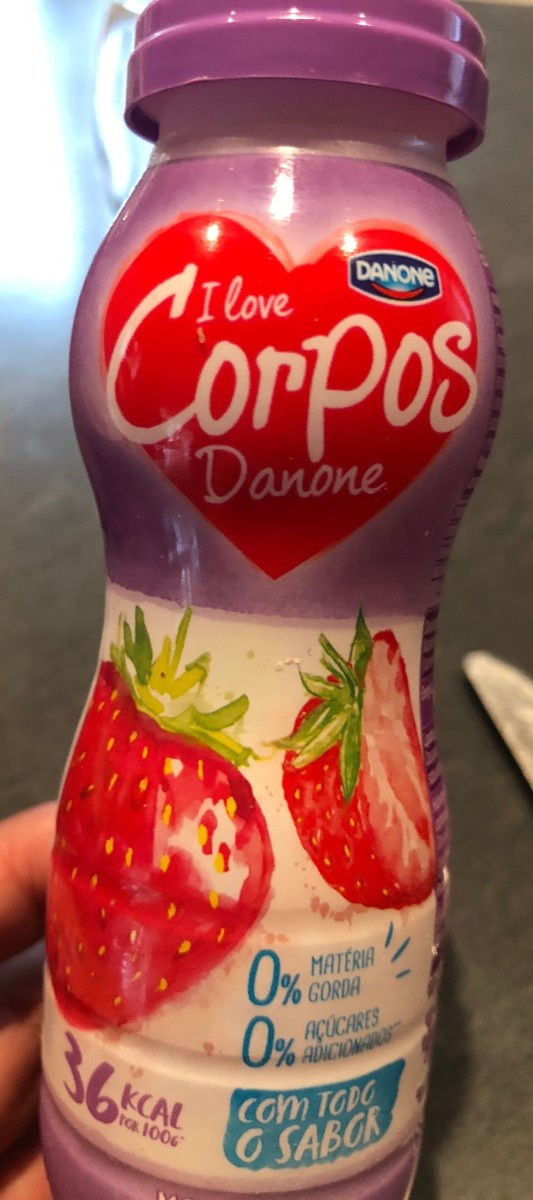 DANONE
I love
Corpos
Danone
0% MATÉRIA
GORDA
0% AÇÚCARES
ADICIONADOS**
36 KCAL
POR 100G*
COM TODO
O SABOR